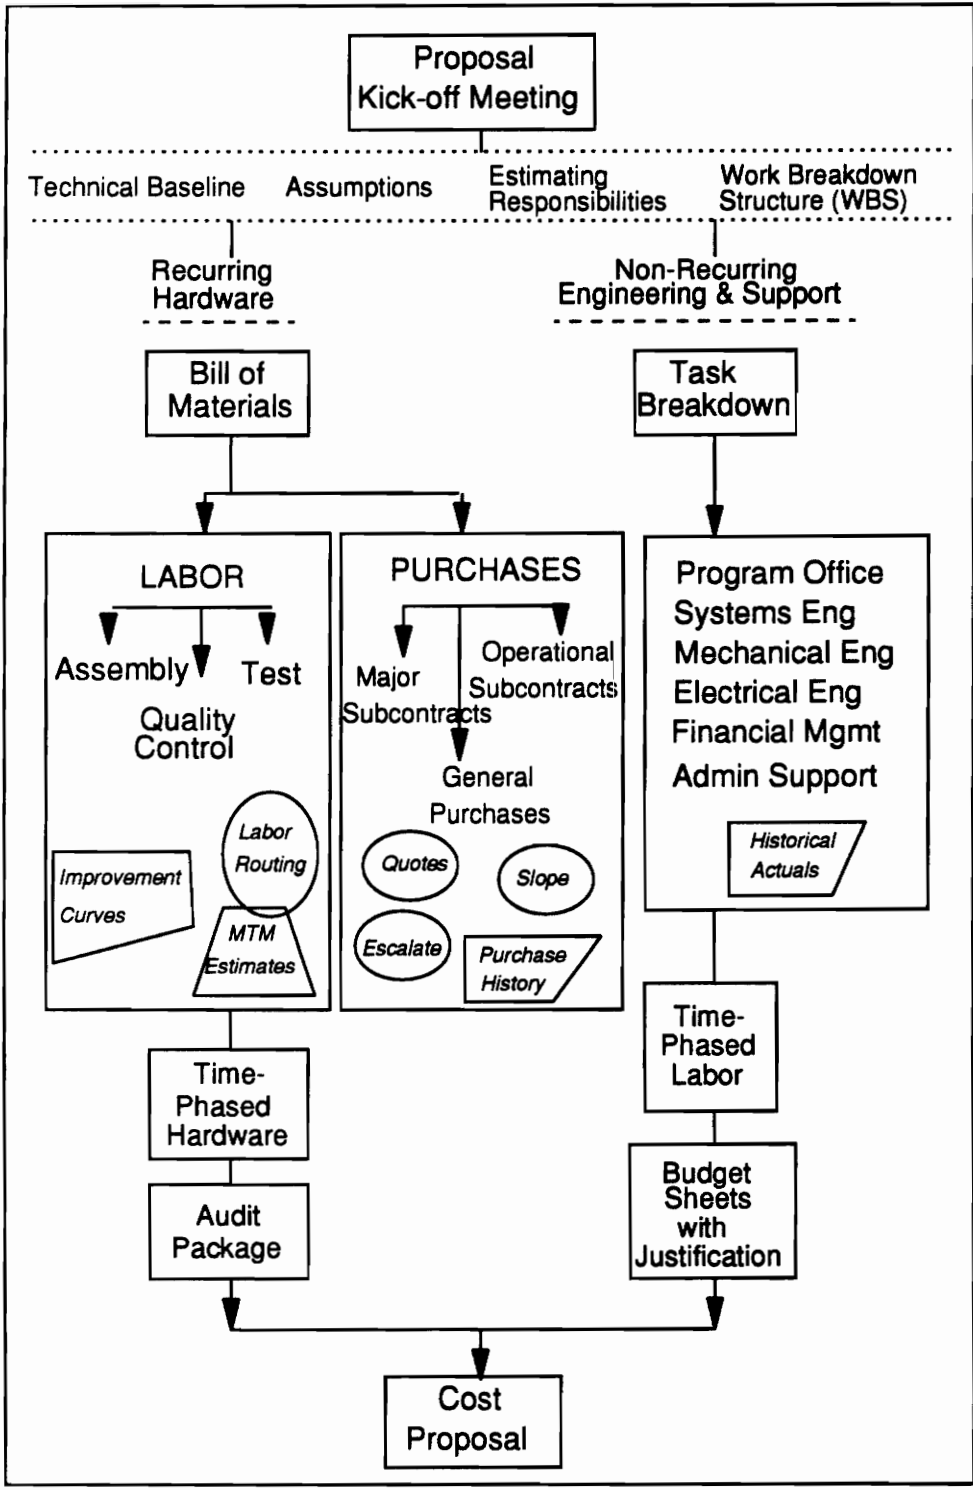 Proposal
Kick-off Meeting
Technical Baseline
Assumptions
Estimating
Responsibilities
Work Breakdown
Structure (WBS)
Recurring
Hardware
Non-Recurring
Engineering & Support
Bill of
Materials
Task
Breakdown
LABOR
Assembly
Test
Quality
Control
Labor
Routing
Improvement
Curves
MTM
Estimates
PURCHASES
Major
Subcontracts
Operational
Subcontracts
General
Purchases
Quotes
Slope
Escalate
Purchase
History
Program Office
Systems Eng
Mechanical Eng
Electrical Eng
Financial Mgmt
Admin Support
Historical
Actuals
Time-
Phased
Hardware
Audit
Package
Time-
Phased
Labor
Budget
Sheets
with
Justification
Cost
Proposal